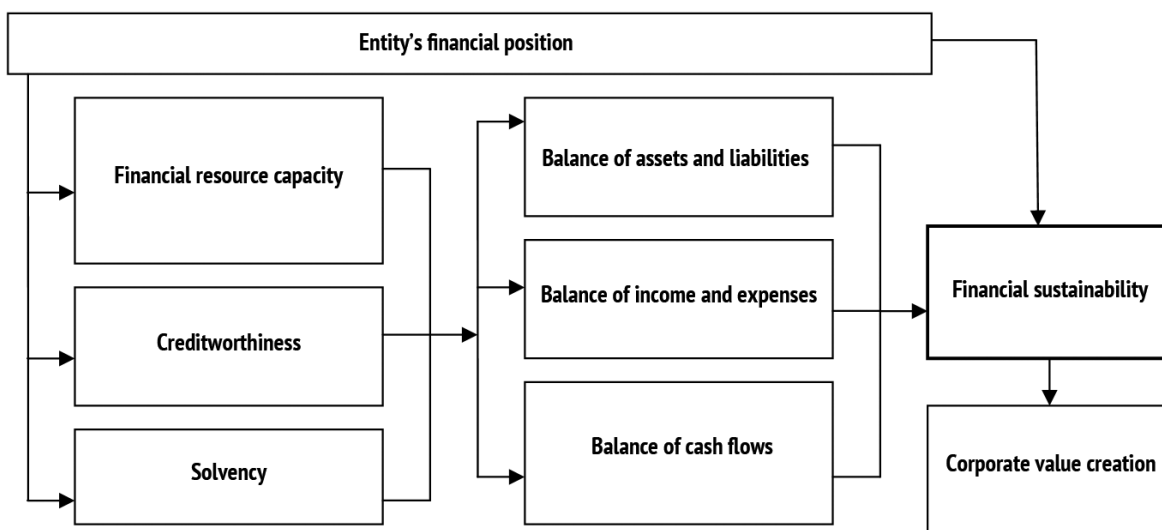 Entity’s financial position
Financial resource capacity
Creditworthiness
Solvency
Balance of assets and liabilities
Balance of income and expenses
Balance of cash flows
Financial sustainability
Corporate value creation